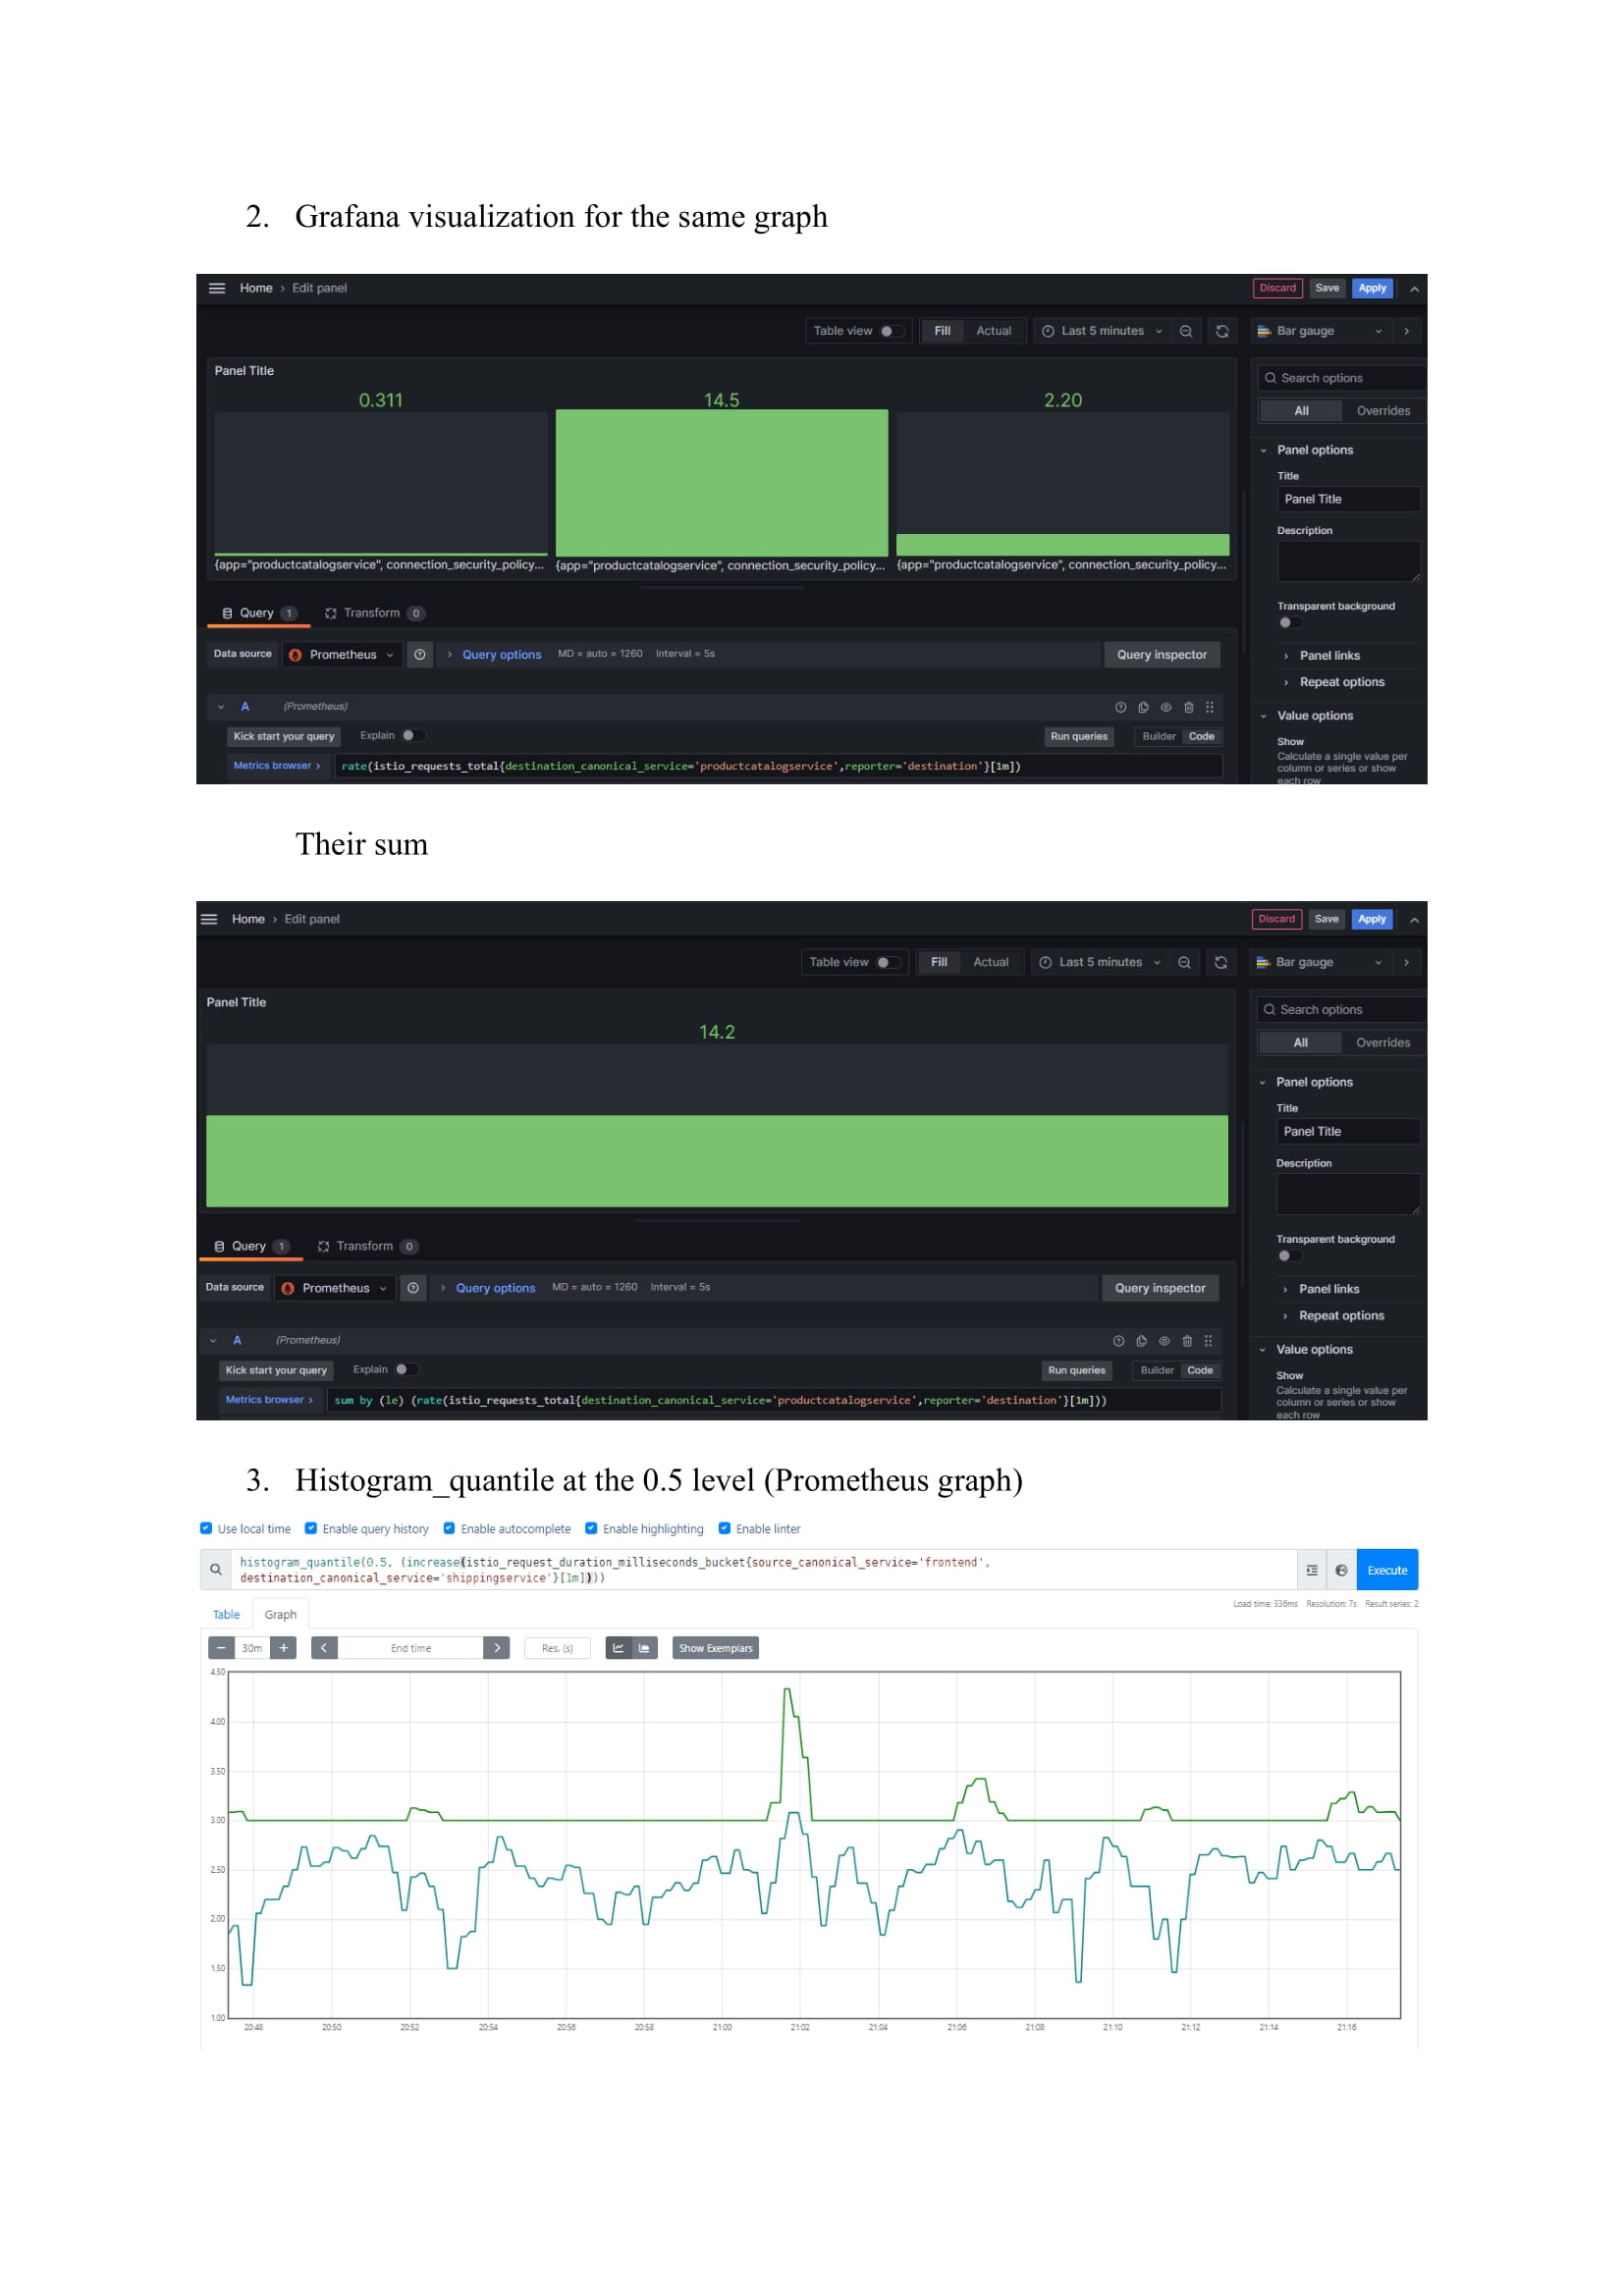 2. Grafana visualization for the same graph
Home › Edit panel
Discard Save Apply
Table view Fill Actual Last 5 minutes Bar gauge
Panel Title
0.311 14.5 2.20
{app="productcatalogservice", connection_security_policy... {app="productcatalogservice", connection_security_policy... {app="productcatalogservice", connection_security_policy...
Search options
All Overrides
Panel options
Title
Panel Title
Description
Transparent background
Panel links
Repeat options
Value options
Show
Calculate a single value per
column or series or show
each row
Query 1 Transform 0
Data source Prometheus Query options MD = auto = 1260 Interval = 5s Query inspector
A (Prometheus)
Kick start your query Explain Run queries Builder Code
Metrics browser › rate(istio_requests_total{destination_canonical_service='productcatalogservice',reporter='destination'}[1m])
Their sum
Home › Edit panel
Discard Save Apply
Table view Fill Actual Last 5 minutes Bar gauge
Panel Title
14.2
Search options
All Overrides
Panel options
Title
Panel Title
Description
Transparent background
Panel links
Repeat options
Value options
Show
Calculate a single value per
column or series or show
each row
Query 1 Transform 0
Data source Prometheus Query options MD = auto = 1260 Interval = 5s Query inspector
A (Prometheus)
Kick start your query Explain Run queries Builder Code
Metrics browser › sum by (le) (rate(istio_requests_total{destination_canonical_service='productcatalogservice',reporter='destination'}[1m]))
3. Histogram_quantile at the 0.5 level (Prometheus graph)
Use local time Enable query history Enable autocomplete Enable highlighting Enable linter
histogram_quantile(0.5, (increase(istio_request_duration_milliseconds_bucket{source_canonical_service='frontend',
destination_canonical_service='shippingservice'}[1m])))
Execute
Load time: 336ms Resolution: 7s Result series: 2
Table Graph
− 30m + < End time > Res. (s) Show Exemplars
4.50
4.00
3.50
3.00
2.50
2.00
1.50
1.00
20:48 20:50 20:52 20:54 20:56 20:58 21:00 21:02 21:04 21:06 21:08 21:10 21:12 21:14 21:16